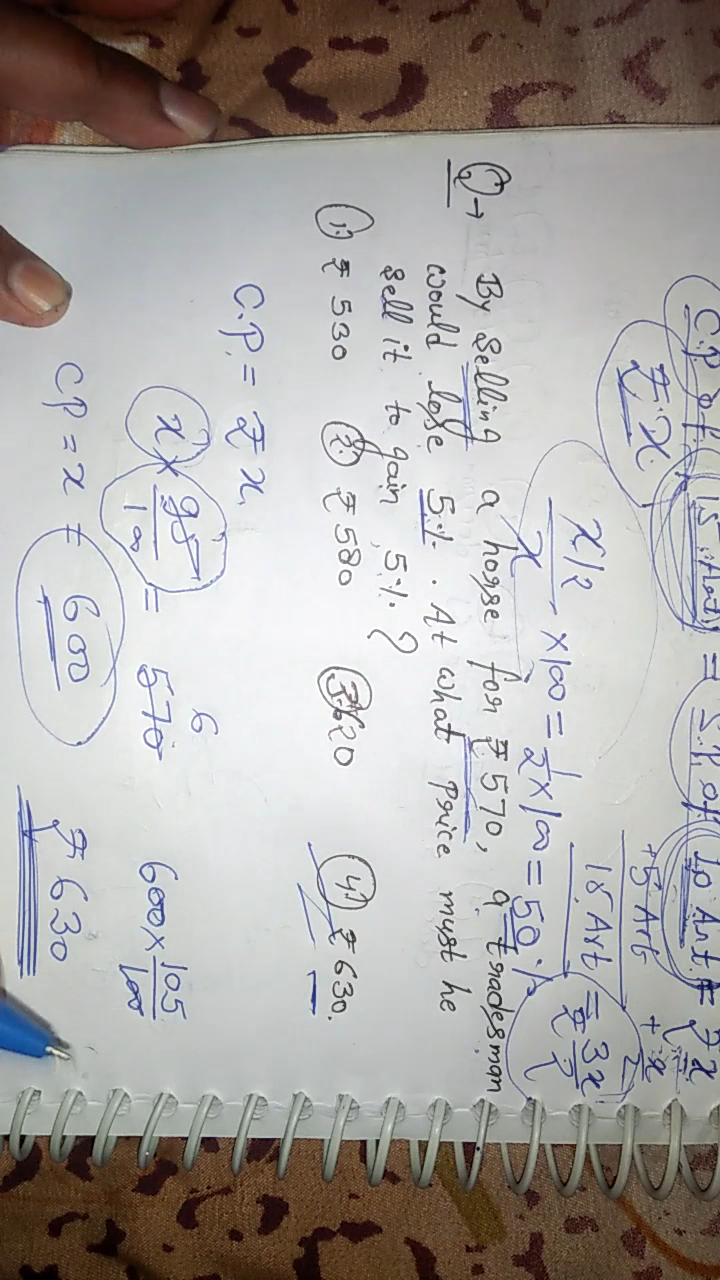 C.P of 15 Art = S.P of 10 Art =
₹ x
+5 Art
15 Art = 3x/2
x/2 / x × 100 = 1/2 × 100 = 50%
Q→ By selling a horse for ₹ 570, a tradesman
would lose 5%. At what price must he
sell it to gain 5%?
1) ₹ 530 2) ₹ 580 3) 620 4) ₹ 630.
C.P. = ₹ x
x × 95/100 = 570 6
600 × 105/100
CP = x = 600
₹ 630